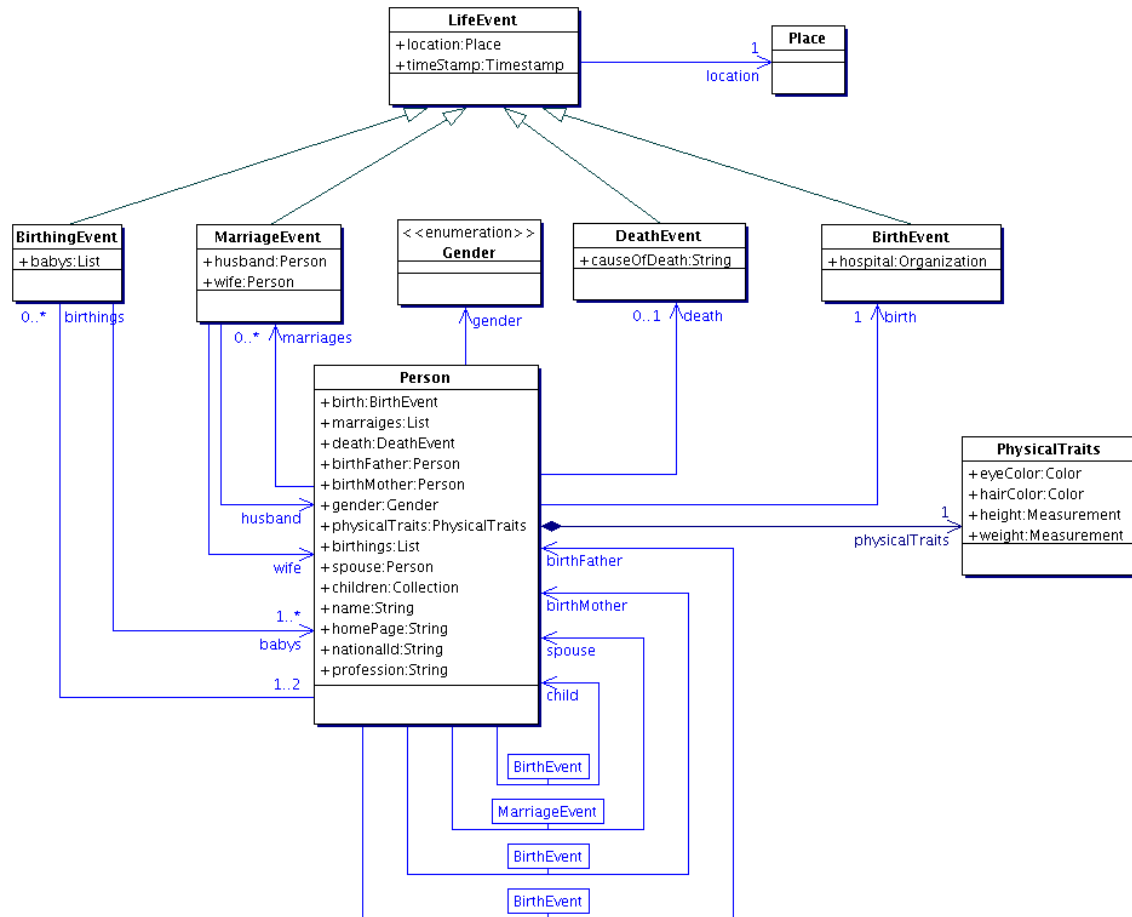 LifeEvent
+location:Place
+timeStamp:Timestamp
1
location
Place
BirthingEvent
+babys:List
MarriageEvent
+husband:Person
+wife:Person
<<enumeration>>
Gender
DeathEvent
+causeOfDeath:String
BirthEvent
+hospital:Organization
0..* birthings
0..* marriages
gender
0..1 death
1 birth
Person
+birth:BirthEvent
+marraiges:List
+death:DeathEvent
+birthFather:Person
+birthMother:Person
+gender:Gender
+physicalTraits:PhysicalTraits
+birthings:List
+spouse:Person
+children:Collection
+name:String
+homePage:String
+nationalId:String
+profession:String
husband
wife
1..*
babys
1..2
PhysicalTraits
+eyeColor:Color
+hairColor:Color
+height:Measurement
+weight:Measurement
1
physicalTraits
birthFather
birthMother
spouse
child
BirthEvent
MarriageEvent
BirthEvent
BirthEvent